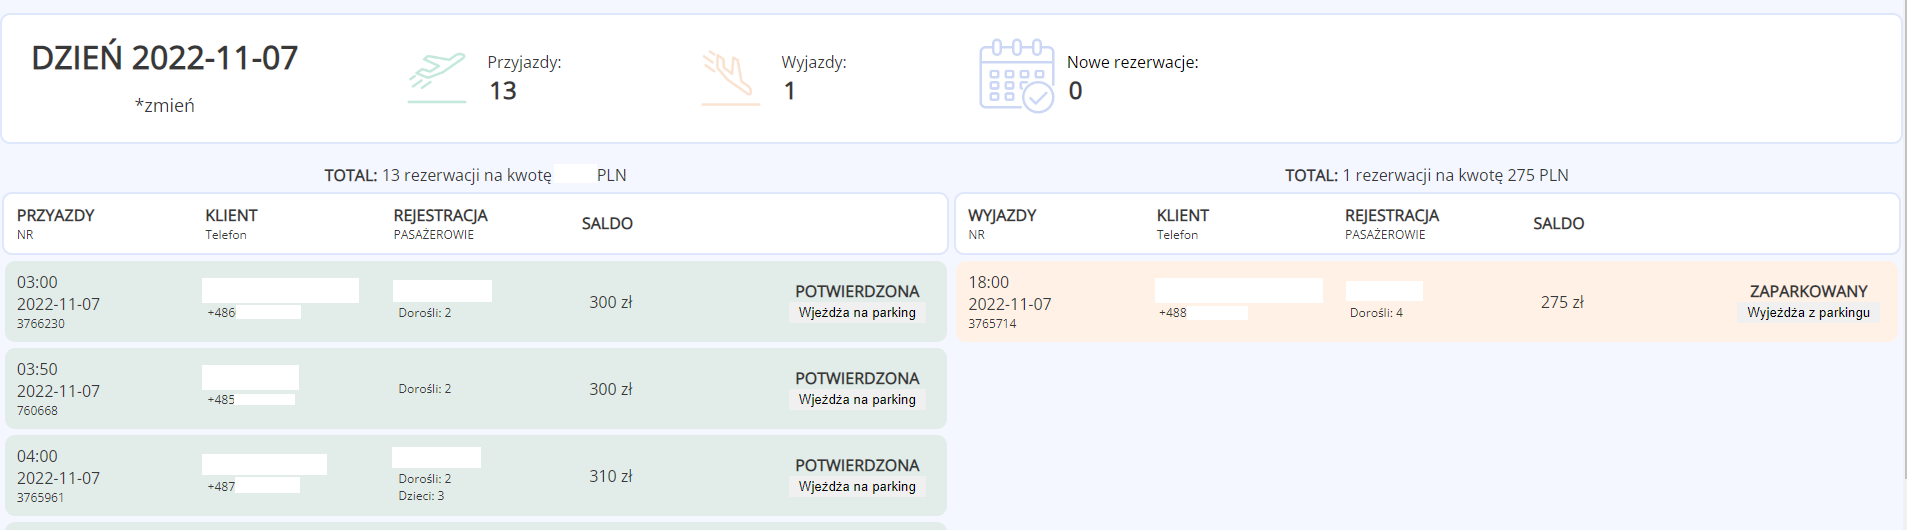 DZIEŃ 2022-11-07
*zmień
Przyjazdy:
13
Wyjazdy:
1
Nowe rezerwacje:
0
TOTAL: 13 rezerwacji na kwotę PLN
PRZYAZDY
NR
KLIENT
Telefon
REJESTRACJA
PASAŻEROWIE
SALDO
03:00
2022-11-07
3766230
+486
Dorośli: 2
300 zł
POTWIERDZONA
Wjeżdża na parking
03:50
2022-11-07
760668
+485
Dorośli: 2
300 zł
POTWIERDZONA
Wjeżdża na parking
04:00
2022-11-07
3765961
+487
Dorośli: 2
Dzieci: 3
310 zł
POTWIERDZONA
Wjeżdża na parking
TOTAL: 1 rezerwacji na kwotę 275 PLN
WYJAZDY
NR
KLIENT
Telefon
REJESTRACJA
PASAŻEROWIE
SALDO
18:00
2022-11-07
3765714
+488
Dorośli: 4
275 zł
ZAPARKOWANY
Wyjeżdża z parkingu